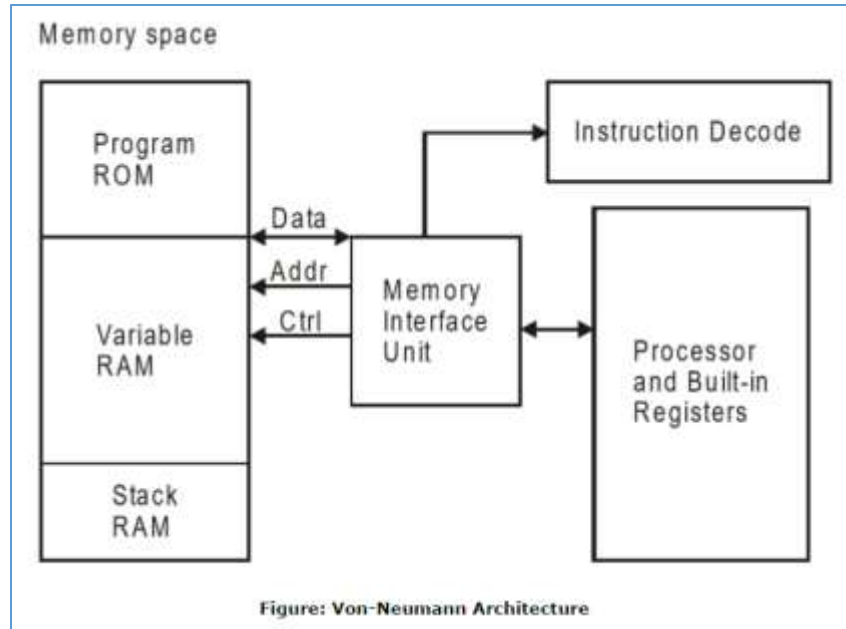 Memory space
Program
ROM
Instruction Decode
Data
Addr
Ctrl
Memory
Interface
Unit
Variable
RAM
Processor
and Built-in
Registers
Stack
RAM
Figure: Von-Neumann Architecture